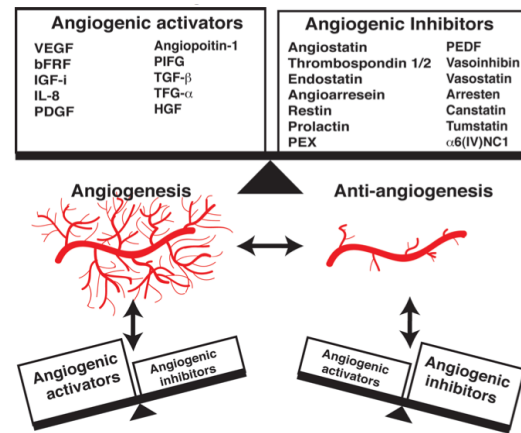 Angiogenic activators
VEGF Angiopoitin-1
bFRF PIFG
IGF-i TGF-β
IL-8 TFG-α
PDGF HGF
Angiogenic Inhibitors
Angiostatin PEDF
Thrombospondin 1/2 Vasoinhibin
Endostatin Vasostatin
Angioarresein Arresten
Restin Canstatin
Prolactin Tumstatin
PEX α6(IV)NC1
Angiogenesis
Anti-angiogenesis
Angiogenic
activators
Angiogenic
inhibitors
Angiogenic
activators
Angiogenic
inhibitors